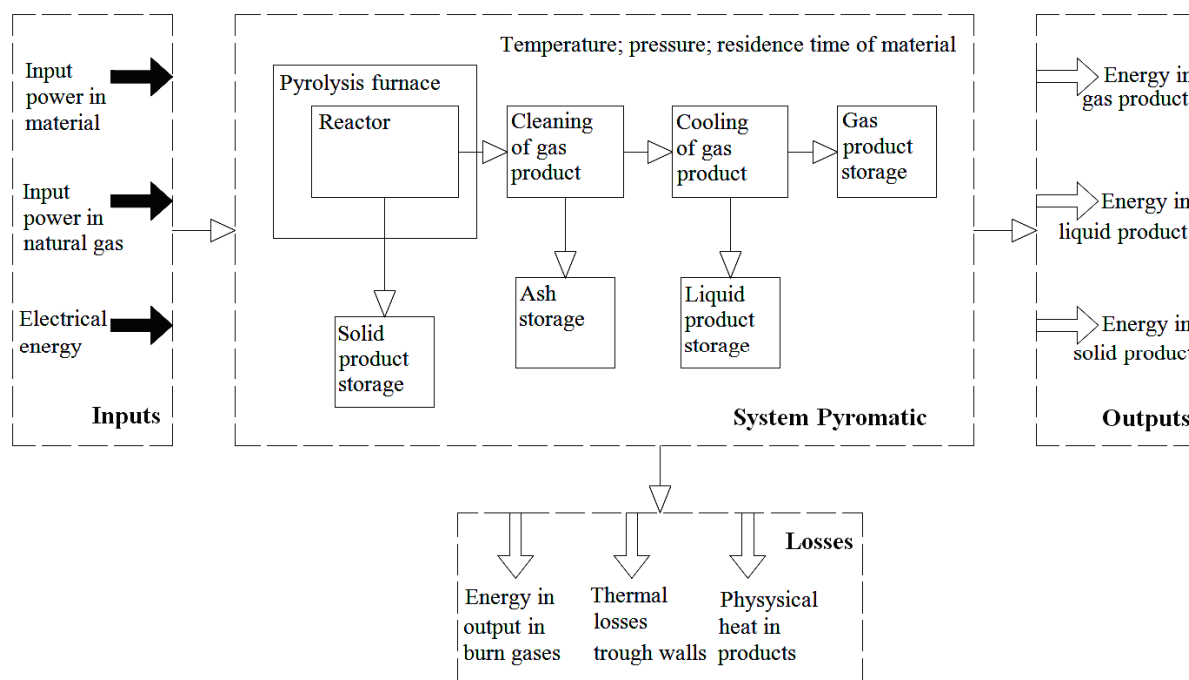 Input
power in
material
Input
power in
natural gas
Electrical
energy
Inputs
Temperature; pressure; residence time of material
Pyrolysis furnace
Reactor
Cleaning
of gas
product
Cooling
of gas
product
Gas
product
storage
Solid
product
storage
Ash
storage
Liquid
product
storage
System Pyromatic
Energy in
gas product
Energy in
liquid product
Energy in
solid product
Outputs
Losses
Energy in
output in
burn gases
Thermal
losses
trough walls
Physysical
heat in
products